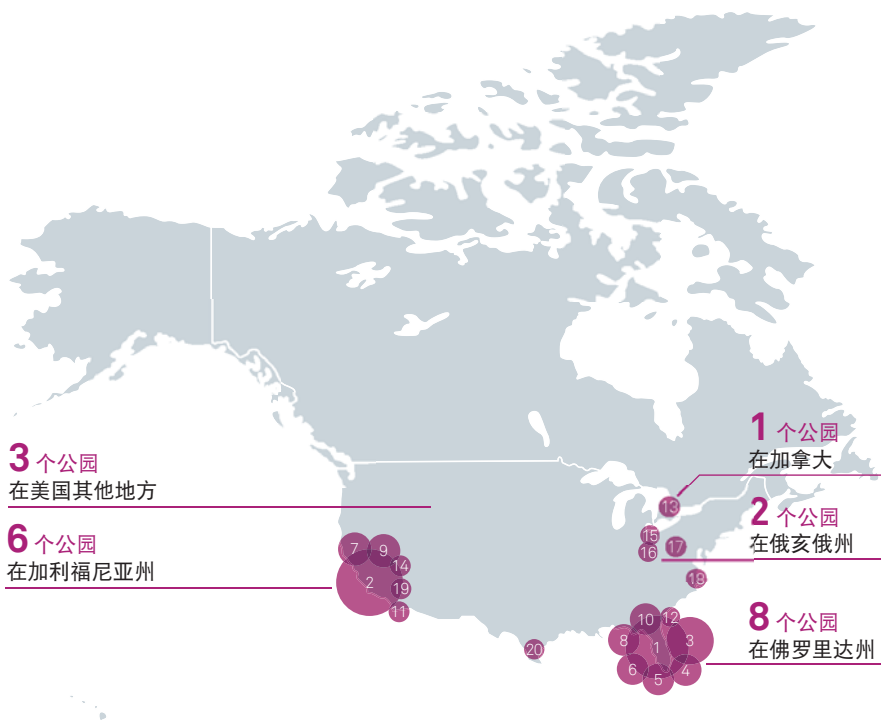 3 个公园
在美国其他地方
6 个公园
在加利福尼亚州
1 个公园
在加拿大
2 个公园
在俄亥俄州
8 个公园
在佛罗里达州
13
15
16
17
18
7
9
14
2
19
11
20
10
12
8
1
3
6
5
4